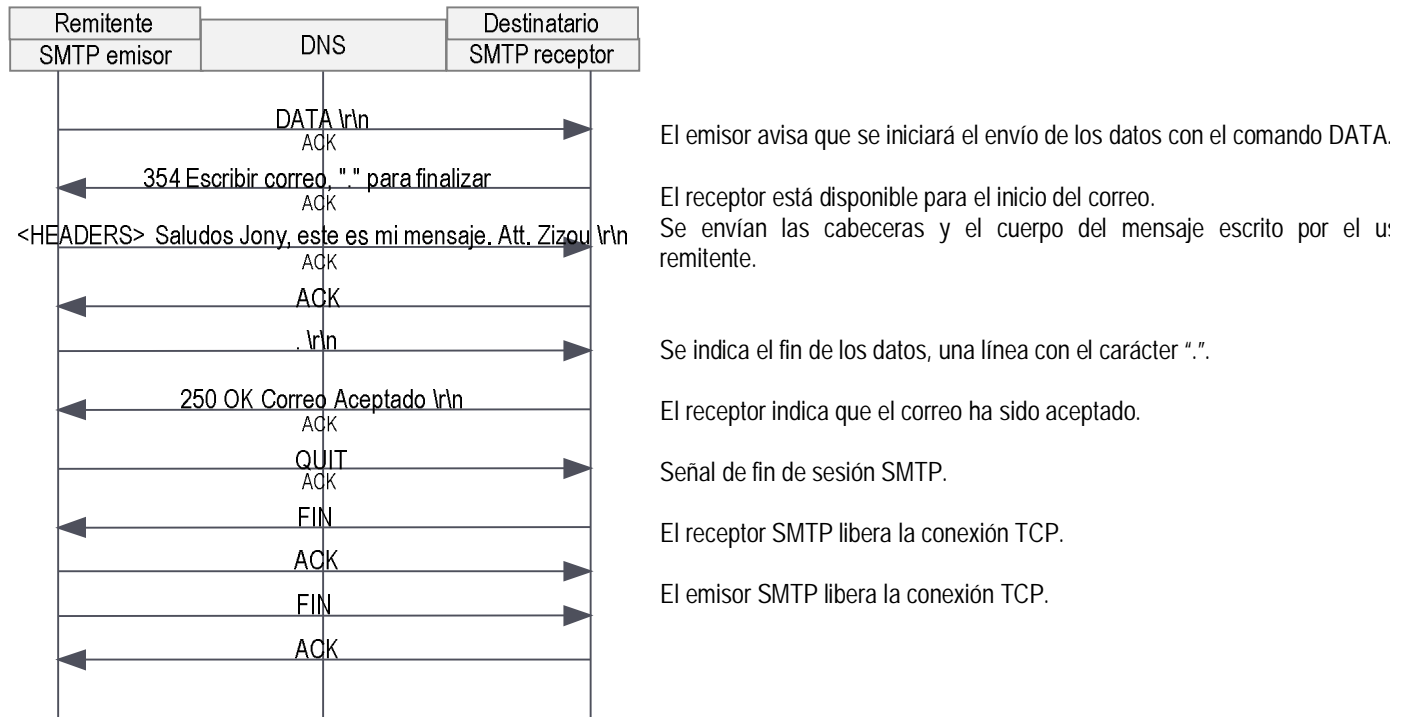 Remitente
SMTP emisor
DNS
Destinatario
SMTP receptor
DATA \r\n
ACK
El emisor avisa que se iniciará el envío de los datos con el comando DATA.
354 Escribir correo, "." para finalizar
ACK
El receptor está disponible para el inicio del correo.
<HEADERS> Saludos Jony, este es mi mensaje. Att. Zizou \r\n
ACK
Se envían las cabeceras y el cuerpo del mensaje escrito por el
remitente.
ACK
. \r\n
Se indica el fin de los datos, una línea con el carácter “.”.
250 OK Correo Aceptado \r\n
ACK
El receptor indica que el correo ha sido aceptado.
QUIT
ACK
Señal de fin de sesión SMTP.
FIN
El receptor SMTP libera la conexión TCP.
ACK
FIN
El emisor SMTP libera la conexión TCP.
ACK